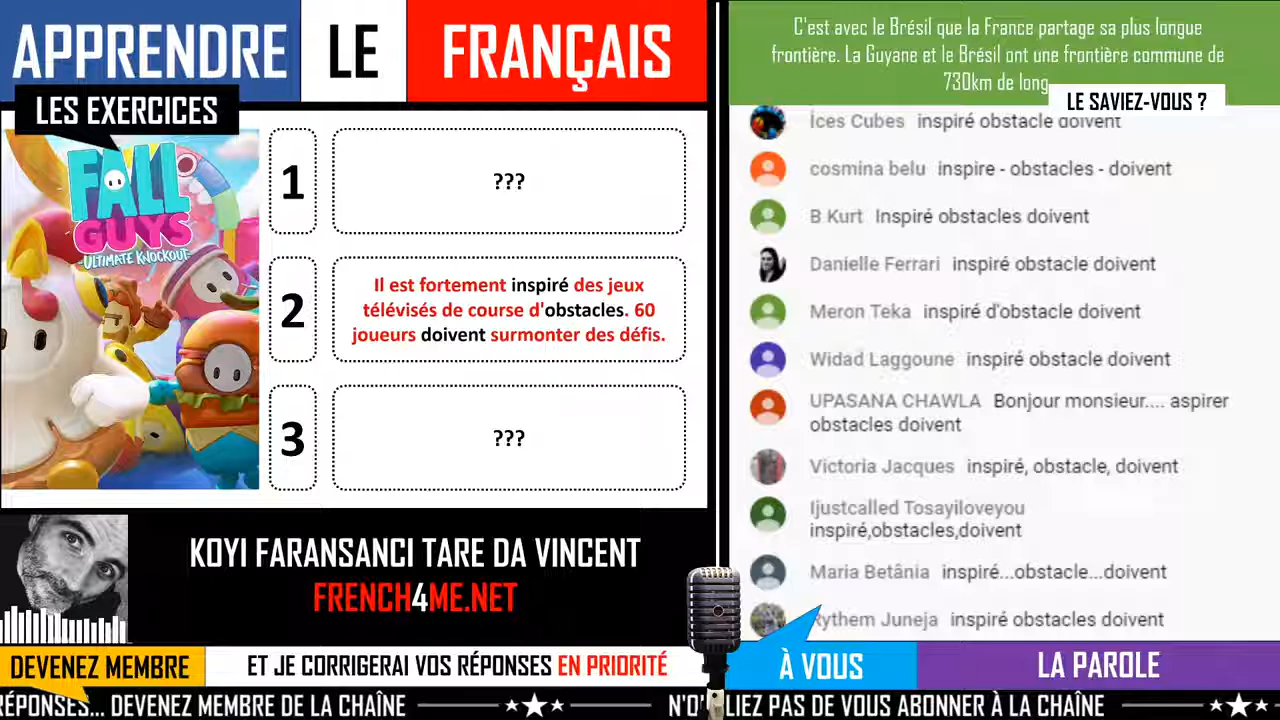 APPRENDRE LE FRANÇAIS
LES EXERCICES
FALL
GUYS
-ULTIMATE KNOCKOUT-
1
???
2
Il est fortement inspiré des jeux
télévisés de course d'obstacles. 60
joueurs doivent surmonter des défis.
3
???
KOYI FARANSANCI TARE DA VINCENT
FRENCH4ME.NET
DEVENEZ MEMBRE
ET JE CORRIGERAI VOS RÉPONSES EN PRIORITÉ
C'est avec le Brésil que la France partage sa plus longue
frontière. La Guyane et le Brésil ont une frontière commune de
730km de long.
LE SAVIEZ-VOUS ?
İces Cubes inspiré obstacle doivent
cosmina belu inspire - obstacles - doivent
B Kurt Inspiré obstacles doivent
Danielle Ferrari inspiré obstacle doivent
Meron Teka inspiré d'obstacle doivent
Widad Laggoune inspiré obstacle doivent
UPASANA CHAWLA Bonjour monsieur.... aspirer
obstacles doivent
Victoria Jacques inspiré, obstacle, doivent
Ijustcalled Tosayiloveyou
inspiré,obstacles,doivent
Maria Betânia inspiré...obstacle...doivent
Rythem Juneja inspiré obstacles doivent
À VOUS
LA PAROLE
RÉPONSES... DEVENEZ MEMBRE DE LA CHAÎNE
LIEZ PAS DE VOUS ABONNER À LA CHAÎNE